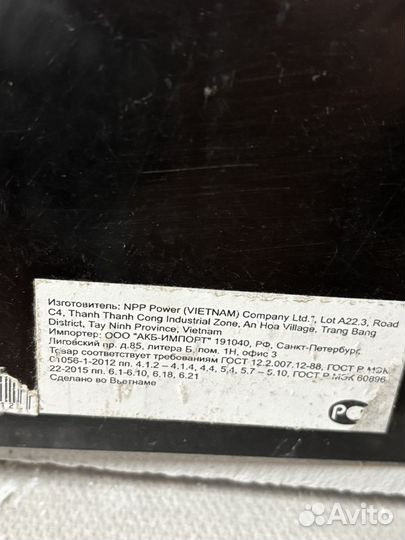 Изготовитель: NPP Power (VIETNAM) Company Ltd.", Lot A22.3, Road
C4, Thanh Thanh Cong Industrial Zone, An Hoa Village, Trang Bang
District, Tay Ninh Province, Vietnam
Импортер: ООО "АКБ-ИМПОРТ" 191040, РФ, Санкт-Петербург,
Лиговский пр. д.85, литера Б, пом. 1Н, офис 3
Товар соответствует требованиям ГОСТ 12.2.007.12-88, ГОСТ Р МЭК
61056-1-2012 пп. 4.1.2 – 4.1.4, 4.4, 5.4, 5.7 – 5.10, ГОСТ Р МЭК 60896
22-2015 пп. 6.1-6.10, 6.18, 6.21
Сделано во Вьетнаме
РС
Avito